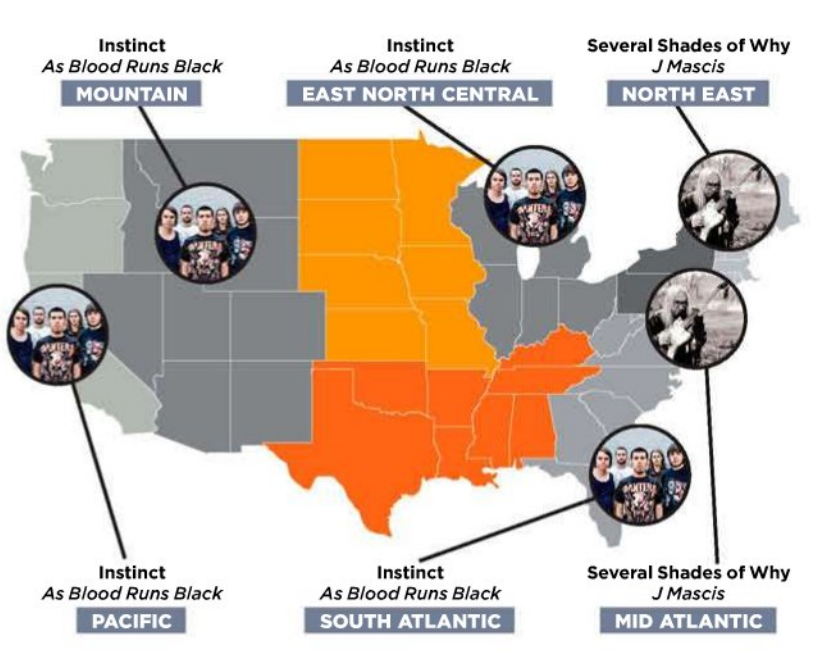 Instinct
As Blood Runs Black
MOUNTAIN
Instinct
As Blood Runs Black
EAST NORTH CENTRAL
Several Shades of Why
J Mascis
NORTH EAST
Instinct
As Blood Runs Black
PACIFIC
Instinct
As Blood Runs Black
SOUTH ATLANTIC
Several Shades of Why
J Mascis
MID ATLANTIC